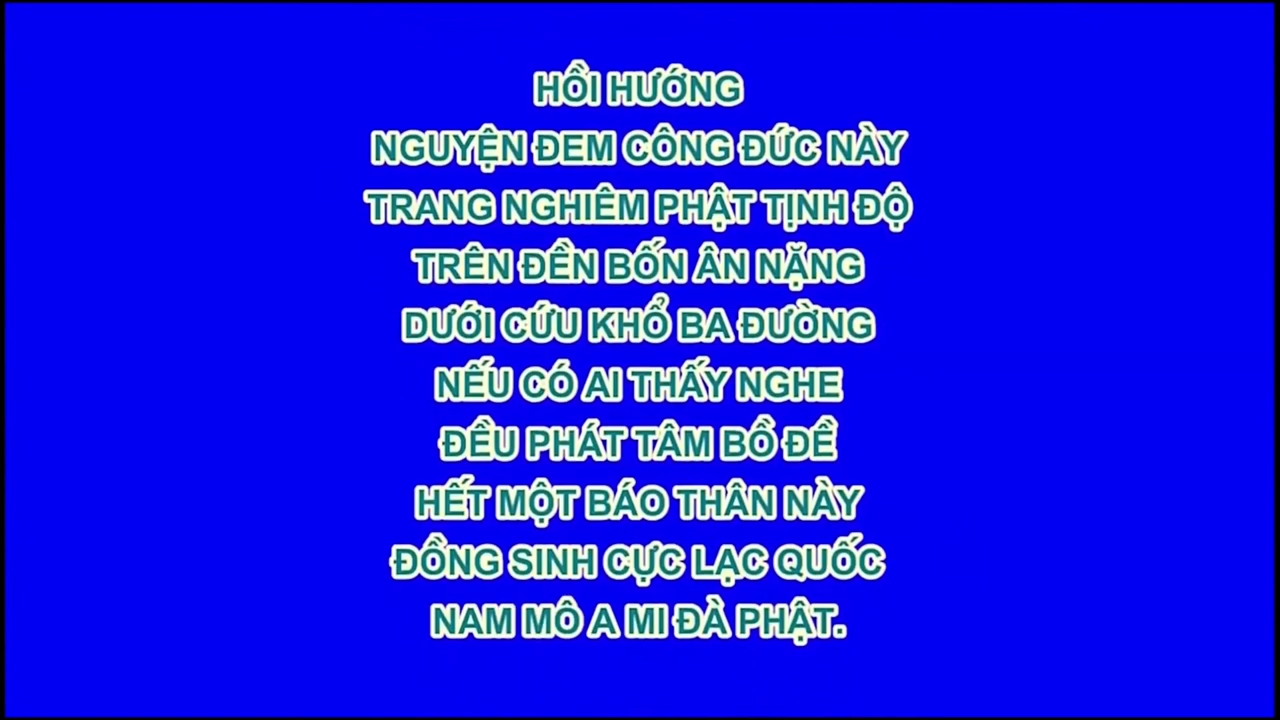 HỒI HƯỚNG
NGUYỆN ĐEM CÔNG ĐỨC NÀY
TRANG NGHIÊM PHẬT TỊNH ĐỘ
TRÊN ĐỀN BỐN ÂN NẶNG
DƯỚI CỨU KHỔ BA ĐƯỜNG
NẾU CÓ AI THẤY NGHE
ĐỀU PHÁT TÂM BỒ ĐỀ
HẾT MỘT BÁO THÂN NÀY
ĐỒNG SINH CỰC LẠC QUỐC
NAM MÔ A MI ĐÀ PHẬT.